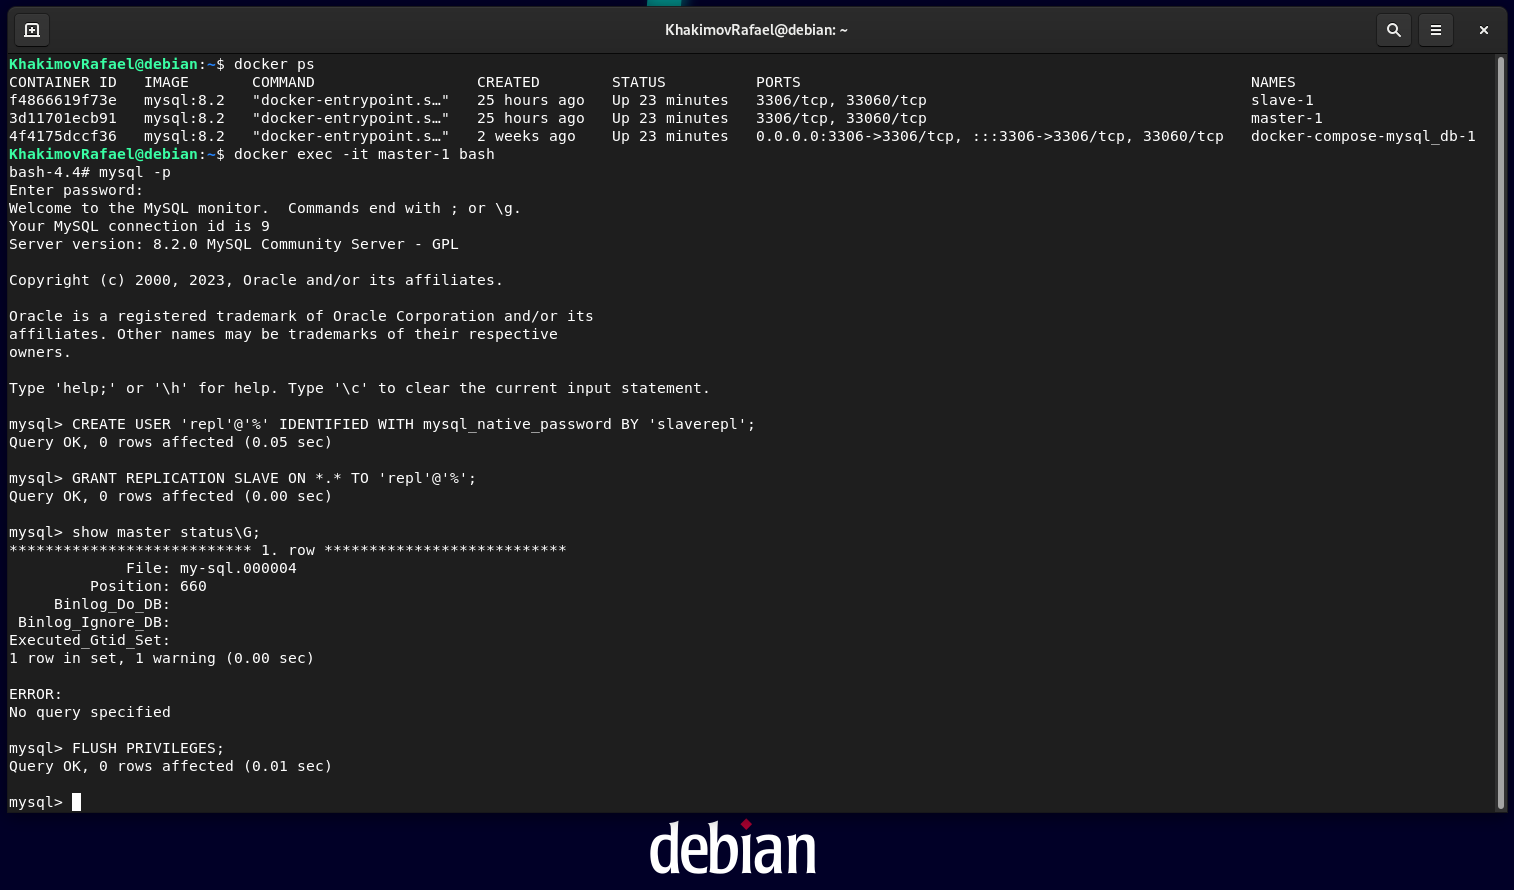 KhakimovRafael@debian: ~
KhakimovRafael@debian:~$ docker ps
CONTAINER ID   IMAGE       COMMAND                  CREATED        STATUS          PORTS                                                  NAMES
f4866619f73e   mysql:8.2   "docker-entrypoint.s…"   25 hours ago   Up 23 minutes   3306/tcp, 33060/tcp                                    slave-1
3d11701ecb91   mysql:8.2   "docker-entrypoint.s…"   25 hours ago   Up 23 minutes   3306/tcp, 33060/tcp                                    master-1
4f4175dccf36   mysql:8.2   "docker-entrypoint.s…"   2 weeks ago    Up 23 minutes   0.0.0.0:3306->3306/tcp, :::3306->3306/tcp, 33060/tcp   docker-compose-mysql_db-1
KhakimovRafael@debian:~$ docker exec -it master-1 bash
bash-4.4# mysql -p
Enter password:
Welcome to the MySQL monitor.  Commands end with ; or \g.
Your MySQL connection id is 9
Server version: 8.2.0 MySQL Community Server - GPL
Copyright (c) 2000, 2023, Oracle and/or its affiliates.
Oracle is a registered trademark of Oracle Corporation and/or its
affiliates. Other names may be trademarks of their respective
owners.
Type 'help;' or '\h' for help. Type '\c' to clear the current input statement.
mysql> CREATE USER 'repl'@'%' IDENTIFIED WITH mysql_native_password BY 'slaverepl';
Query OK, 0 rows affected (0.05 sec)
mysql> GRANT REPLICATION SLAVE ON *.* TO 'repl'@'%';
Query OK, 0 rows affected (0.00 sec)
mysql> show master status\G;
*************************** 1. row ***************************
             File: my-sql.000004
         Position: 660
     Binlog_Do_DB:
 Binlog_Ignore_DB:
Executed_Gtid_Set:
1 row in set, 1 warning (0.00 sec)
ERROR:
No query specified
mysql> FLUSH PRIVILEGES;
Query OK, 0 rows affected (0.01 sec)
mysql>
debian